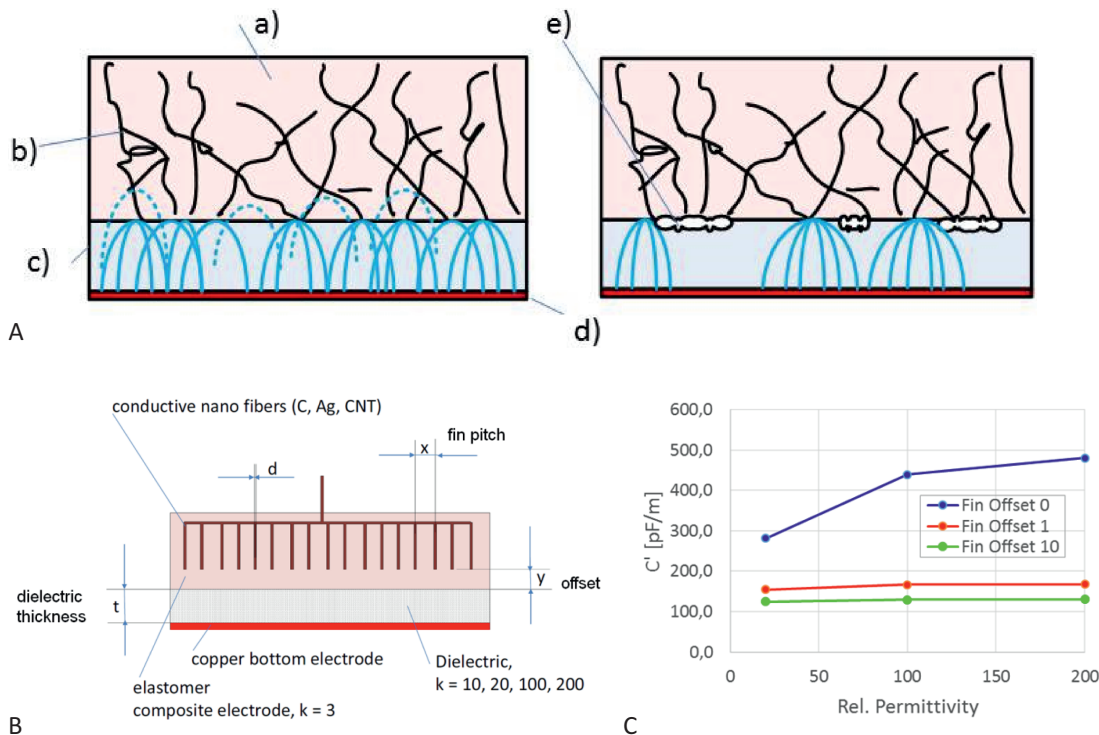 a)
b)
c)
e)
d)
A
conductive nano fibers (C, Ag, CNT)
fin pitch
d
x
y
offset
dielectric
thickness
t
copper bottom electrode
Dielectric,
k = 10, 20, 100, 200
elastomer
composite electrode, k = 3
B
600,0
500,0
400,0
300,0
200,0
100,0
0,0
C' [pF/m]
Fin Offset 0
Fin Offset 1
Fin Offset 10
0
50
100
150
200
Rel. Permittivity
C